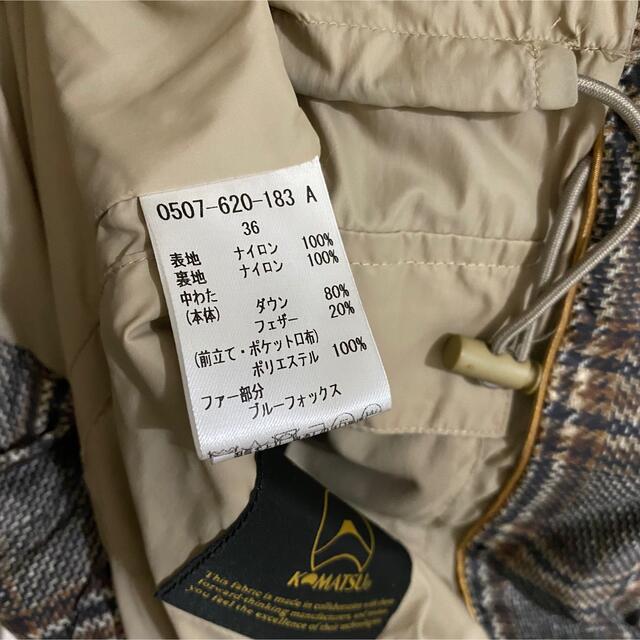 0507-620-183 A
36
表地 ナイロン 100%
裏地 ナイロン 100%
中わた
(本体) ダウン 80%
フェザー 20%
(前立て・ポケット口布)
ポリエステル 100%
ファー部分
ブルーフォックス
KOMATSU
This fabric is made in collaboration with
forward-thinking manufacturer
you feel the excellence of their